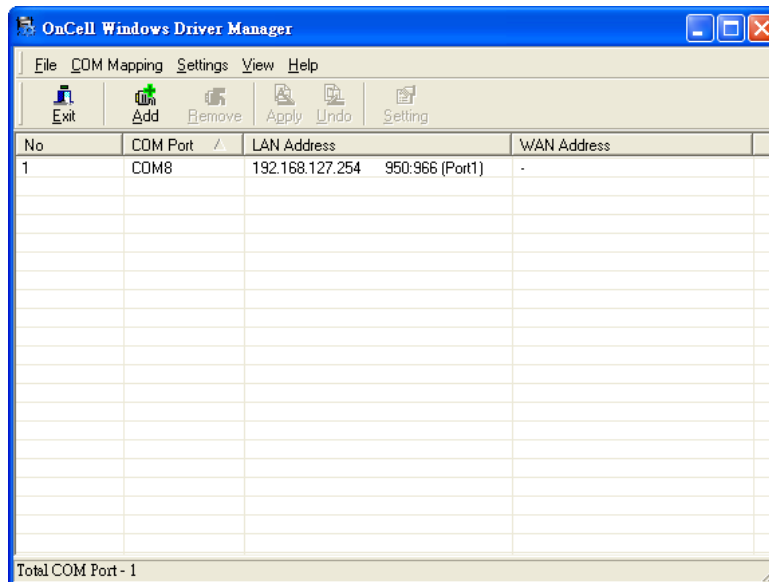 OnCell Windows Driver Manager
File COM Mapping Settings View Help
Exit Add Remove Apply Undo Setting
No COM Port LAN Address WAN Address
1 COM8 192.168.127.254 950:966 (Port1) -
Total COM Port - 1